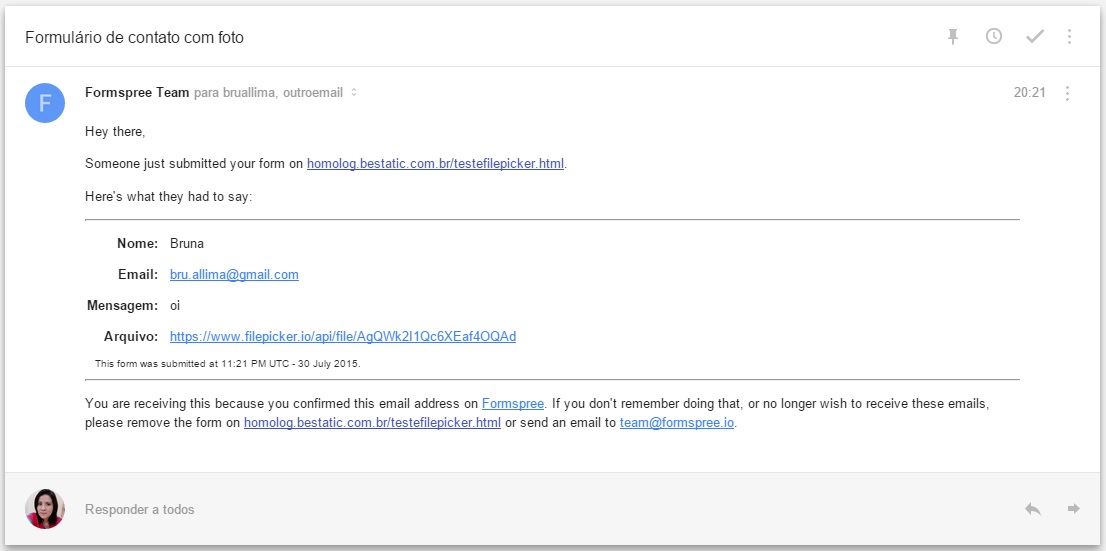 Formulário de contato com foto
F
Formspree Team para bruallima, outroemail
20:21
Hey there,
Someone just submitted your form on homolog.bestatic.com.br/testefilepicker.html.
Here's what they had to say:
Nome: Bruna
Email: bru.allima@gmail.com
Mensagem: oi
Arquivo: https://www.filepicker.io/api/file/AgQWk2I1Qc6XEaf4OQAd
This form was submitted at 11:21 PM UTC - 30 July 2015.
You are receiving this because you confirmed this email address on Formspree. If you don't remember doing that, or no longer wish to receive these emails,
please remove the form on homolog.bestatic.com.br/testefilepicker.html or send an email to team@formspree.io.
Responder a todos